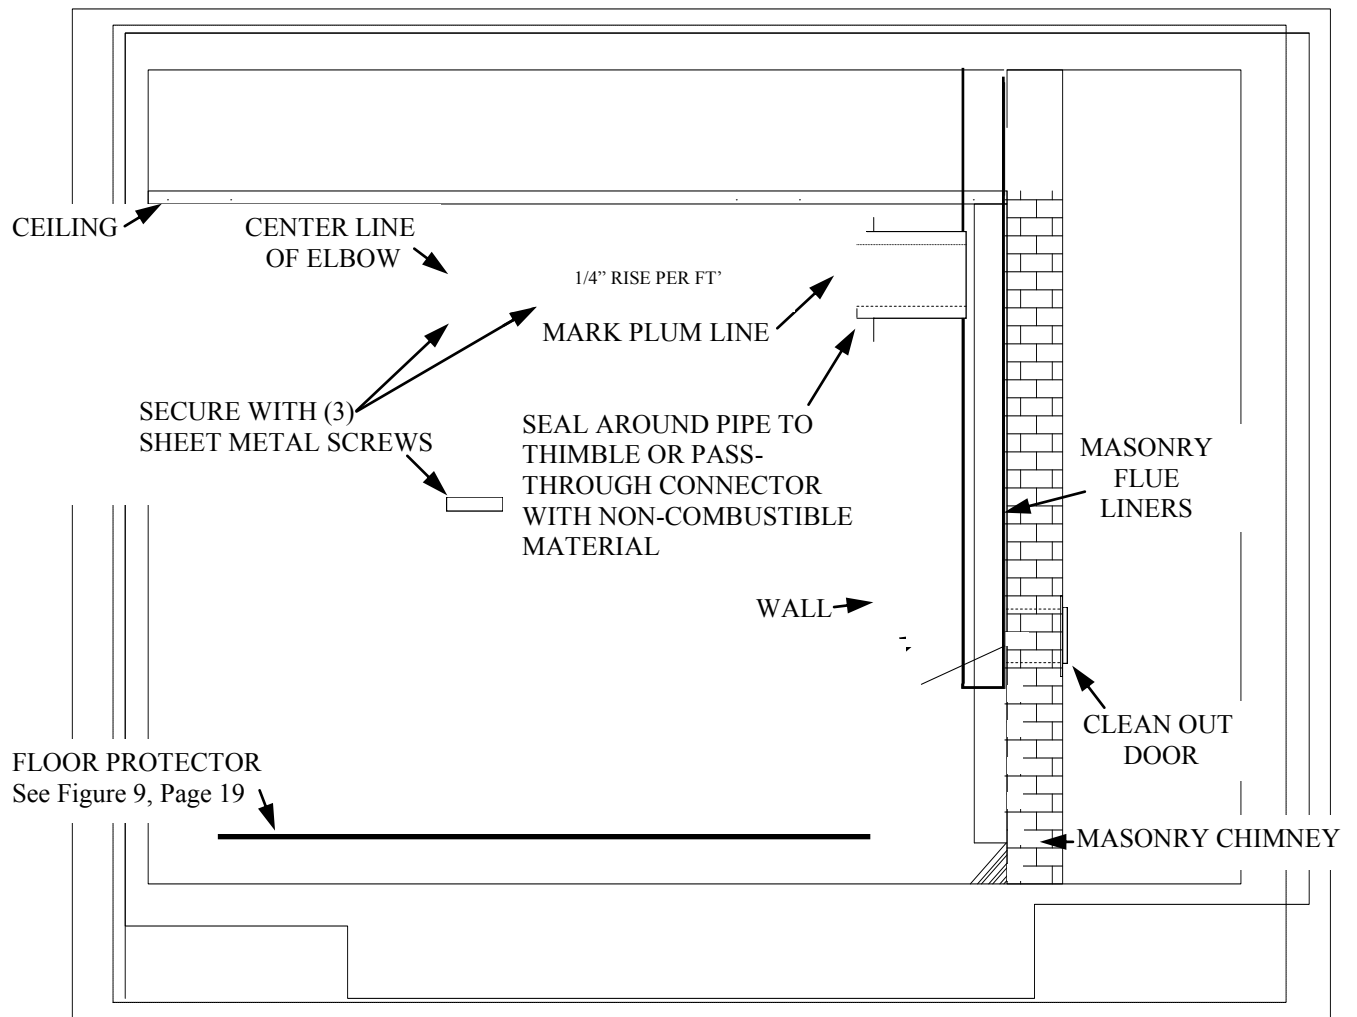 CEILING
CENTER LINE
OF ELBOW
1/4” RISE PER FT’
MARK PLUM LINE
SECURE WITH (3)
SHEET METAL SCREWS
SEAL AROUND PIPE TO
THIMBLE OR PASS-
THROUGH CONNECTOR
WITH NON-COMBUSTIBLE
MATERIAL
MASONRY
FLUE
LINERS
WALL
CLEAN OUT
DOOR
FLOOR PROTECTOR
See Figure 9, Page 19
MASONRY CHIMNEY